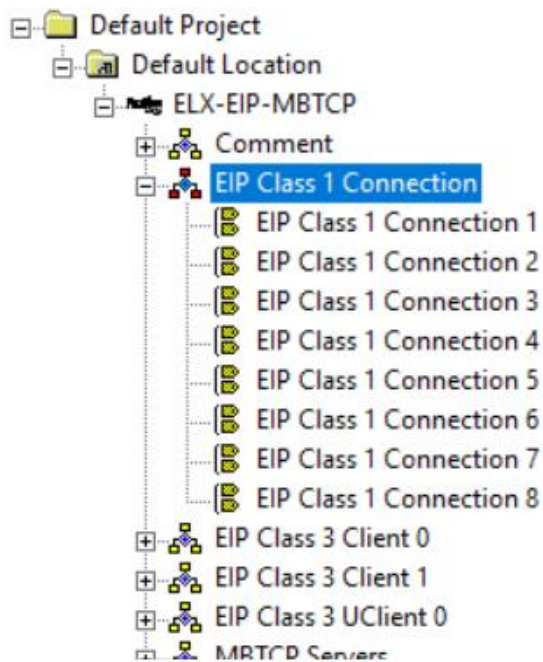 Default Project
Default Location
ELX-EIP-MBTCP
Comment
EIP Class 1 Connection
EIP Class 1 Connection 1
EIP Class 1 Connection 2
EIP Class 1 Connection 3
EIP Class 1 Connection 4
EIP Class 1 Connection 5
EIP Class 1 Connection 6
EIP Class 1 Connection 7
EIP Class 1 Connection 8
EIP Class 3 Client 0
EIP Class 3 Client 1
EIP Class 3 UClient 0
MBTCP Servers